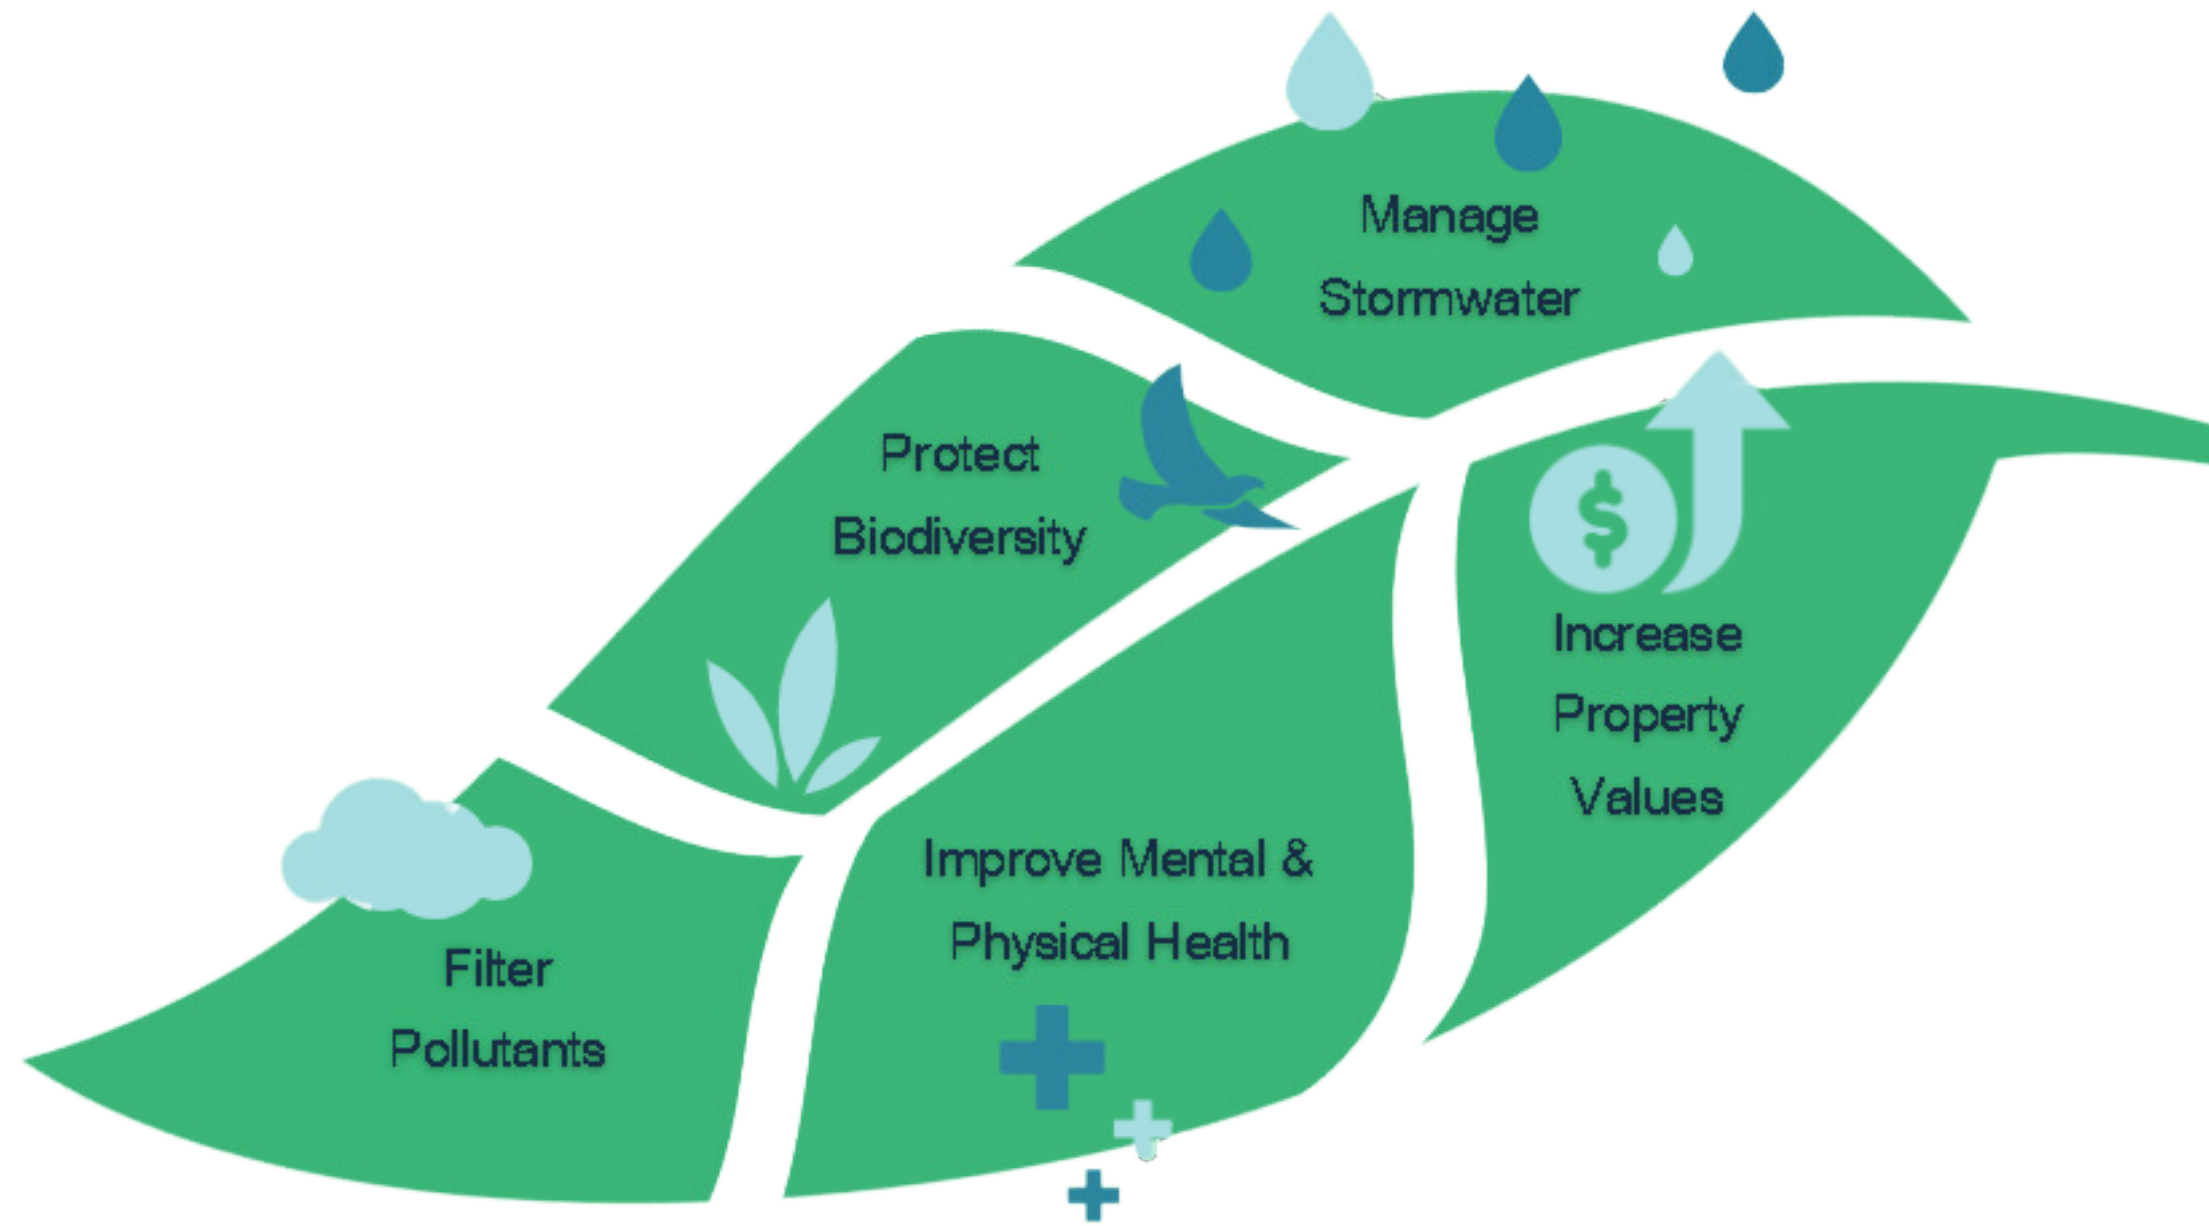 Manage
Stormwater
Protect
Biodiversity
$
Increase
Property
Values
Improve Mental &
Physical Health
Filter
Pollutants